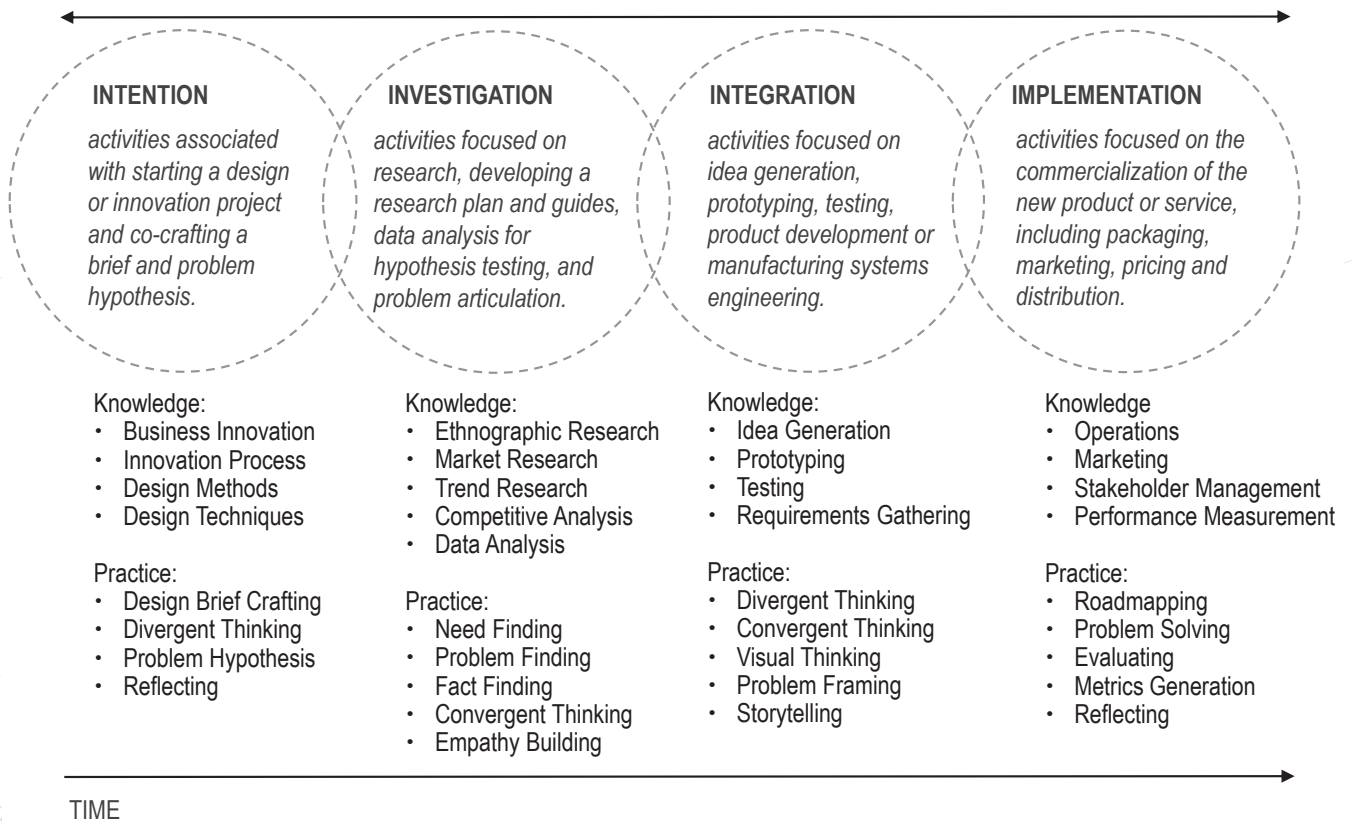 INTENTION
activities associated
with starting a design
or innovation project
and co-crafting a
brief and problem
hypothesis.
INVESTIGATION
activities focused on
research, developing a
research plan and guides,
data analysis for
hypothesis testing, and
problem articulation.
INTEGRATION
activities focused on
idea generation,
prototyping, testing,
product development or
manufacturing systems
engineering.
IMPLEMENTATION
activities focused on the
commercialization of the
new product or service,
including packaging,
marketing, pricing and
distribution.
Knowledge:
• Business Innovation
• Innovation Process
• Design Methods
• Design Techniques
Practice:
• Design Brief Crafting
• Divergent Thinking
• Problem Hypothesis
• Reflecting
Knowledge:
• Ethnographic Research
• Market Research
• Trend Research
• Competitive Analysis
• Data Analysis
Practice:
• Need Finding
• Problem Finding
• Fact Finding
• Convergent Thinking
• Empathy Building
Knowledge:
• Idea Generation
• Prototyping
• Testing
• Requirements Gathering
Practice:
• Divergent Thinking
• Convergent Thinking
• Visual Thinking
• Problem Framing
• Storytelling
Knowledge
• Operations
• Marketing
• Stakeholder Management
• Performance Measurement
Practice:
• Roadmapping
• Problem Solving
• Evaluating
• Metrics Generation
• Reflecting
TIME